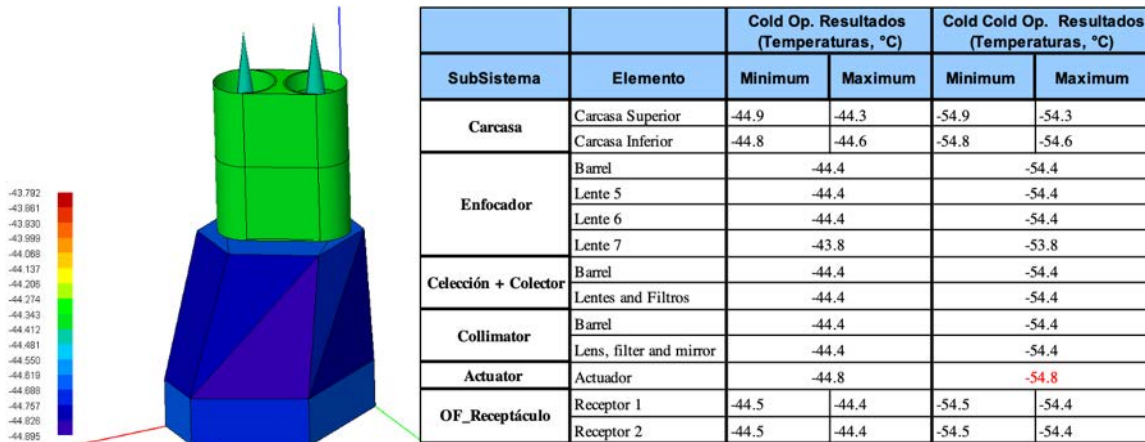 -43.792
-43.861
-43.930
-43.999
-44.068
-44.137
-44.206
-44.274
-44.343
-44.412
-44.481
-44.550
-44.619
-44.688
-44.757
-44.826
-44.895
Cold Op. Resultados (Temperaturas, °C) Cold Cold Op. Resultados (Temperaturas, °C)
SubSistema Elemento Minimum Maximum Minimum Maximum
Carcasa Carcasa Superior -44.9 -44.3 -54.9 -54.3
Carcasa Inferior -44.8 -44.6 -54.8 -54.6
Enfocador Barrel -44.4 -54.4
Lente 5 -44.4 -54.4
Lente 6 -44.4 -54.4
Lente 7 -43.8 -53.8
Celección + Colector Barrel -44.4 -54.4
Lentes and Filtros -44.4 -54.4
Collimator Barrel -44.4 -54.4
Lens, filter and mirror -44.4 -54.4
Actuator Actuador -44.8 -54.8
OF_Receptáculo Receptor 1 -44.5 -44.4 -54.5 -54.4
Receptor 2 -44.5 -44.4 -54.5 -54.4